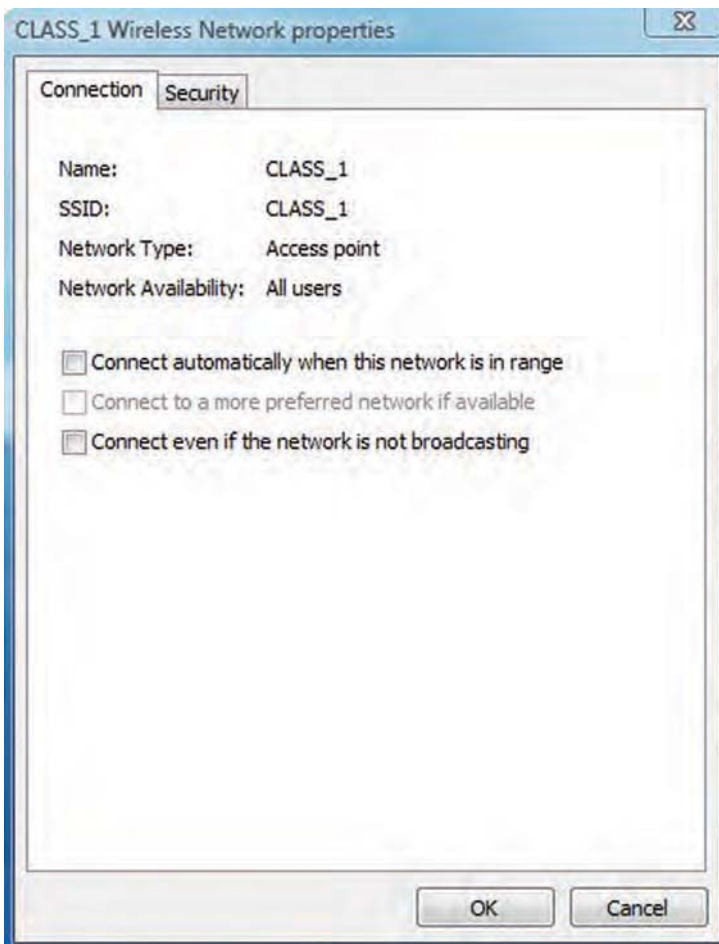 CLASS_1 Wireless Network properties
Connection Security
Name: CLASS_1
SSID: CLASS_1
Network Type: Access point
Network Availability: All users
Connect automatically when this network is in range
Connect to a more preferred network if available
Connect even if the network is not broadcasting
OK Cancel